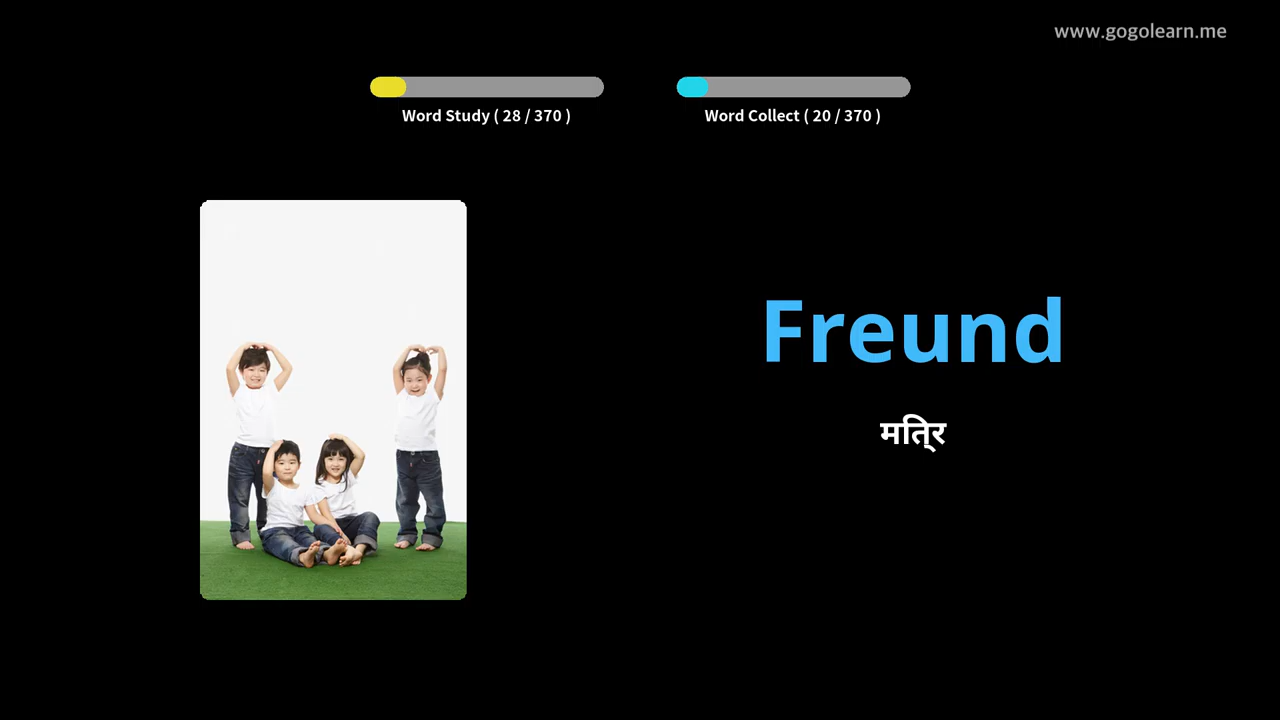 www.gogolearn.me
Word Study ( 28 / 370 )
Word Collect ( 20 / 370 )
Freund
मति्र